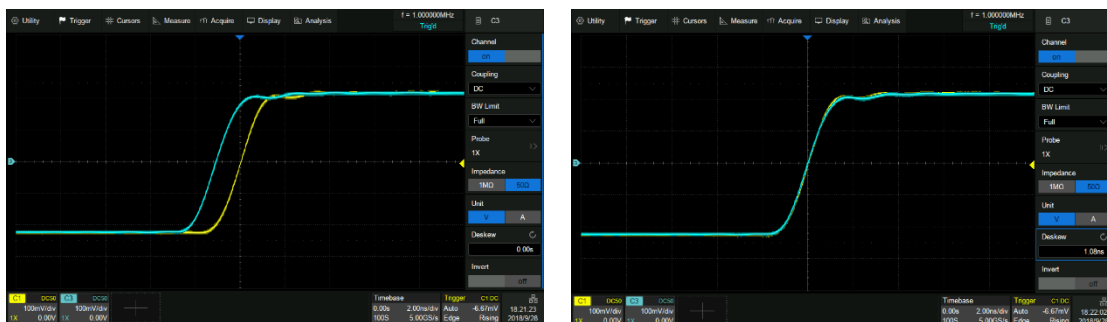 Utility Trigger Cursors Measure Acquire Display Analysis f = 1.000000MHz Trig'd C3
Channel
on
Coupling
DC
BW Limit
Full
Probe
1X
Impedance
1MΩ 50Ω
Unit
V A
Deskew
0.00s
Invert
off
C1 DC50 C3 DC50 Timebase Trigger C1 DC
100mV/div 100mV/div 0.00s 2.00ns/div Auto -6.67mV 18:21:23
1X 0.00V 1X 0.00V 100S 5.00GS/s Edge Rising 2018/9/28
Utility Trigger Cursors Measure Acquire Display Analysis f = 1.000000MHz Trig'd C3
Channel
on
Coupling
DC
BW Limit
Full
Probe
1X
Impedance
1MΩ 50Ω
Unit
V A
Deskew
1.08ns
Invert
off
C1 DC50 C3 DC50 Timebase Trigger C1 DC
100mV/div 100mV/div 0.00s 2.00ns/div Auto -6.67mV 18:22:02
1X 0.00V 1X 0.00V 100S 5.00GS/s Edge Rising 2018/9/28